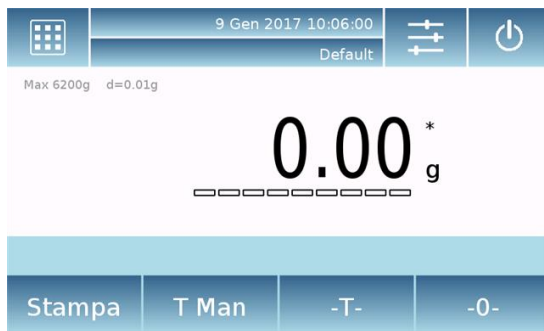 9 Gen 2017 10:06:00
Default
Max 6200g d=0.01g
0.00 *
g
Stampa T Man -T- -0-